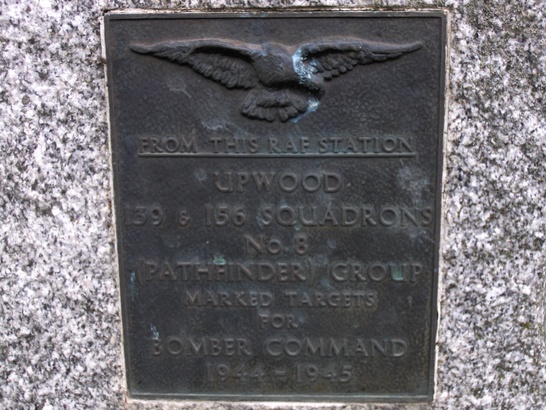 FROM THIS RAF STATION
UPWOOD
139 & 156 SQUADRONS
No. 8
(PATHFINDER) GROUP
MARKED TARGETS
FOR
BOMBER COMMAND
1944-1945